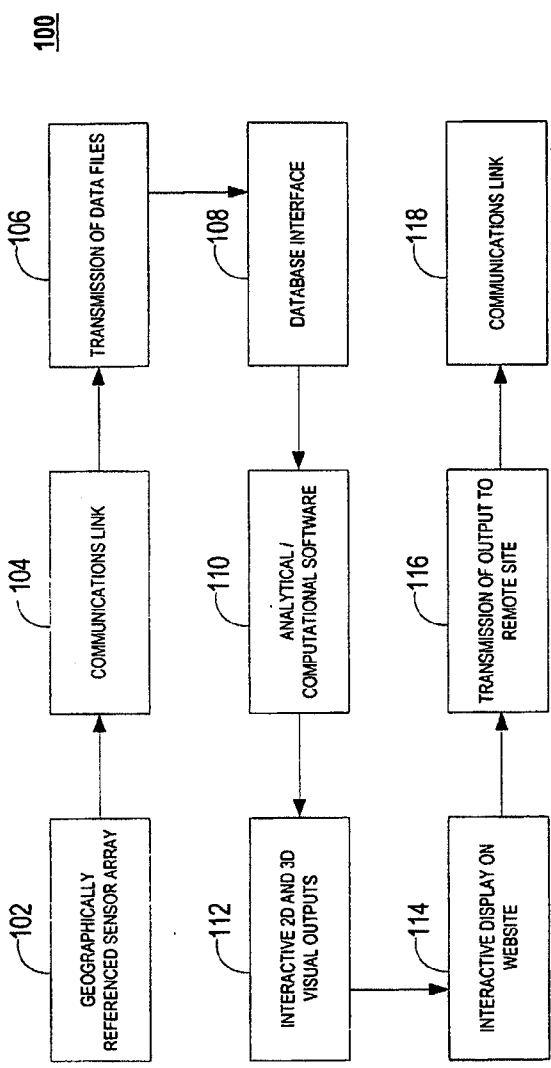 100
102
GEOGRAPHICALLY
REFERENCED SENSOR ARRAY
104
COMMUNICATIONS LINK
106
TRANSMISSION OF DATA FILES
108
DATABASE INTERFACE
110
ANALYTICAL /
COMPUTATIONAL SOFTWARE
112
INTERACTIVE 2D AND 3D
VISUAL OUTPUTS
114
INTERACTIVE DISPLAY ON
WEBSITE
116
TRANSMISSION OF OUTPUT TO
REMOTE SITE
118
COMMUNICATIONS LINK